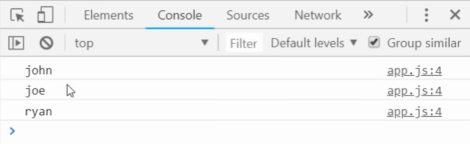 Elements Console Sources Network »
top Filter Default levels ▼ Group similar
john app.js:4
joe app.js:4
ryan app.js:4
>